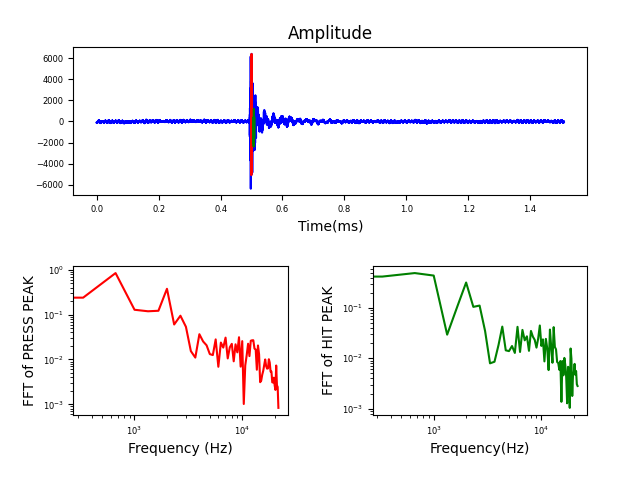 Amplitude
6000
4000
2000
0
−2000
−4000
−6000
0.0 0.2 0.4 0.6 0.8 1.0 1.2 1.4
Time(ms)
FFT of PRESS PEAK
10⁰
10⁻¹
10⁻²
10⁻³
10³ 10⁴
Frequency (Hz)
FFT of HIT PEAK
10⁻¹
10⁻²
10⁻³
10³ 10⁴
Frequency(Hz)